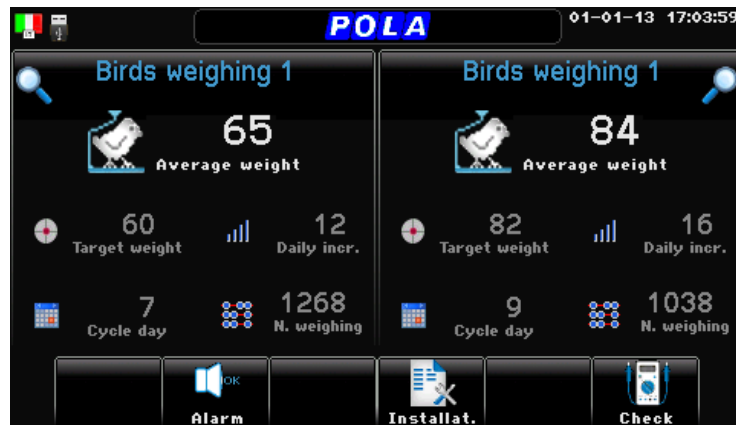 IT
POLA
01-01-13 17:03:59
Birds weighing 1
65
Average weight
60
Target weight
12
Daily incr.
7
Cycle day
1268
N. weighing
Birds weighing 1
84
Average weight
82
Target weight
16
Daily incr.
9
Cycle day
1038
N. weighing
OK
Alarm
Installat.
Check